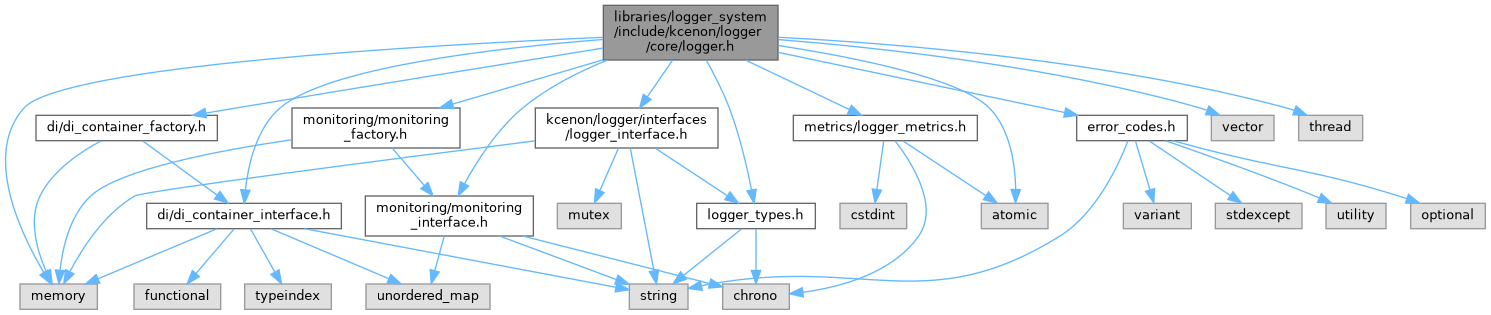 libraries/logger_system
/include/kcenon/logger
/core/logger.h
di/di_container_factory.h
monitoring/monitoring
_factory.h
kcenon/logger/interfaces
/logger_interface.h
metrics/logger_metrics.h
error_codes.h
vector
thread
di/di_container_interface.h
monitoring/monitoring
_interface.h
mutex
logger_types.h
cstdint
atomic
variant
stdexcept
utility
optional
memory
functional
typeindex
unordered_map
string
chrono